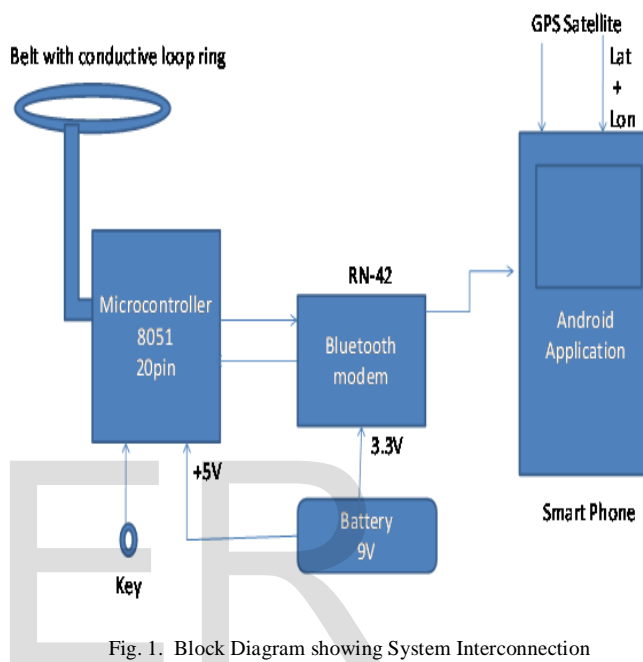 GPS Satellite
Belt with conductive loop ring
Lat
+
Lon
RN-42
Microcontroller
8051
20pin
Bluetooth
modem
Android
Application
+5V
3.3V
Battery
9V
Smart Phone
Key
ER
Fig. 1. Block Diagram showing System Interconnection